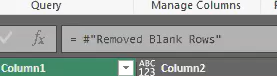 Query Manage Columns
fx = #"Removed Blank Rows"
Column1 ABC 123 Column2